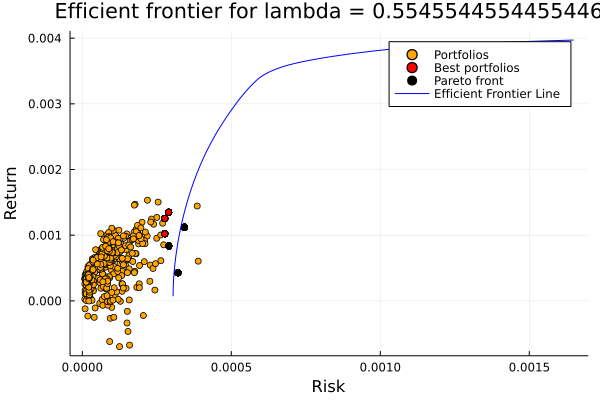 Efficient frontier for lambda = 0.5545544554455446
0.004
0.003
0.002
0.001
0.000
Return
Portfolios
Best portfolios
Pareto front
Efficient Frontier Line
0.0000
0.0005
0.0010
0.0015
Risk